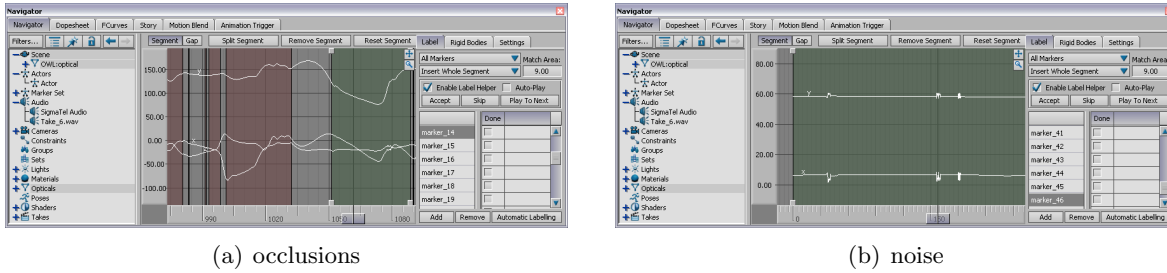 Navigator
Navigator Dopesheet FCurves Story Motion Blend Animation Trigger
Filters... Segment Gap Split Segment Remove Segment Reset Segment Label Rigid Bodies Settings
Scene
OWL:optical
Actors
Actor
Marker Set
Audio
SigmaTel Audio
Take_6.wav
Cameras
Constraints
Groups
Sets
Lights
Materials
Opticals
Poses
Shaders
Takes
150.00
50.00
0.00
-50.00
-100.00
Y
X
990 1020 1050 1080
All Markers Match Area:
Insert Whole Segment 9.00
Enable Label Helper Auto-Play
Accept Skip Play To Next
Done
marker_14
marker_15
marker_16
marker_17
marker_18
marker_19
Add Remove Automatic Labelling
(a) occlusions
Navigator
Navigator Dopesheet FCurves Story Motion Blend Animation Trigger
Filters... Segment Gap Split Segment Remove Segment Reset Segment Label Rigid Bodies Settings
Scene
OWL:optical
Actors
Actor
Marker Set
Audio
SigmaTel Audio
Take_6.wav
Cameras
Constraints
Groups
Sets
Lights
Materials
Opticals
Poses
Shaders
Takes
80.00
60.00
40.00
20.00
0.00
Y
X
0 150
All Markers Match Area:
Insert Whole Segment 9.00
Enable Label Helper Auto-Play
Accept Skip Play To Next
Done
marker_41
marker_42
marker_43
marker_44
marker_45
marker_46
Add Remove Automatic Labelling
(b) noise